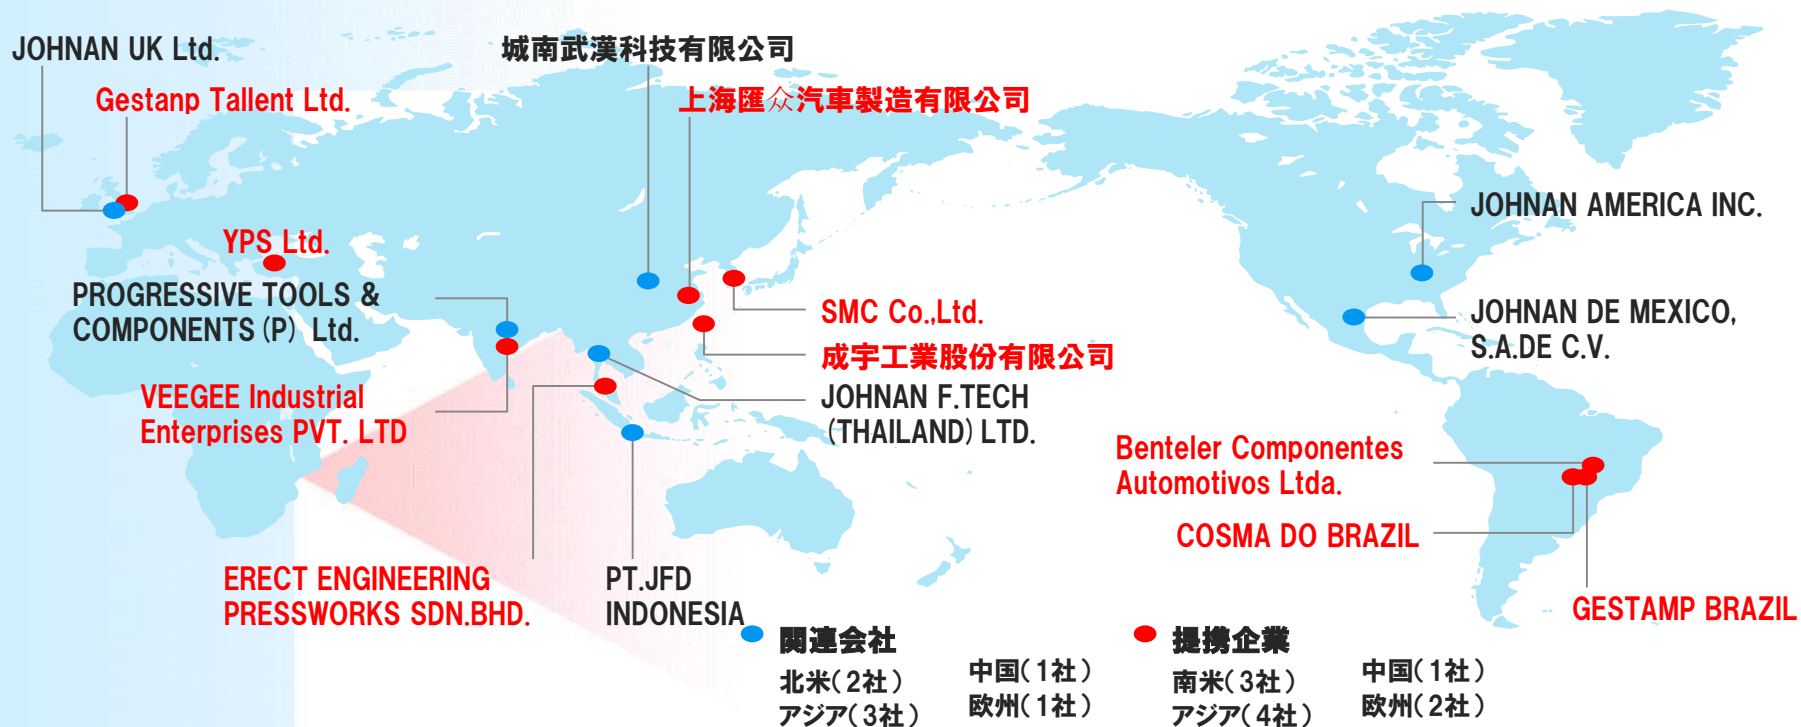 JOHNAN UK Ltd.
城南武漢科技有限公司
Gestanp Tallent Ltd.
上海匯众汽車製造有限公司
JOHNAN AMERICA INC.
YPS Ltd.
PROGRESSIVE TOOLS &
COMPONENTS (P) Ltd.
SMC Co.,Ltd.
JOHNAN DE MEXICO,
S.A.DE C.V.
成宇工業股份有限公司
VEEGEE Industrial
Enterprises PVT. LTD
JOHNAN F.TECH
(THAILAND) LTD.
Benteler Componentes
Automotivos Ltda.
COSMA DO BRAZIL
ERECT ENGINEERING
PRESSWORKS SDN.BHD.
PT.JFD
INDONESIA
GESTAMP BRAZIL
関連会社
北米(2社)
中国(1社)
アジア(3社)
欧州(1社)
提携企業
南米(3社)
中国(1社)
アジア(4社)
欧州(2社)